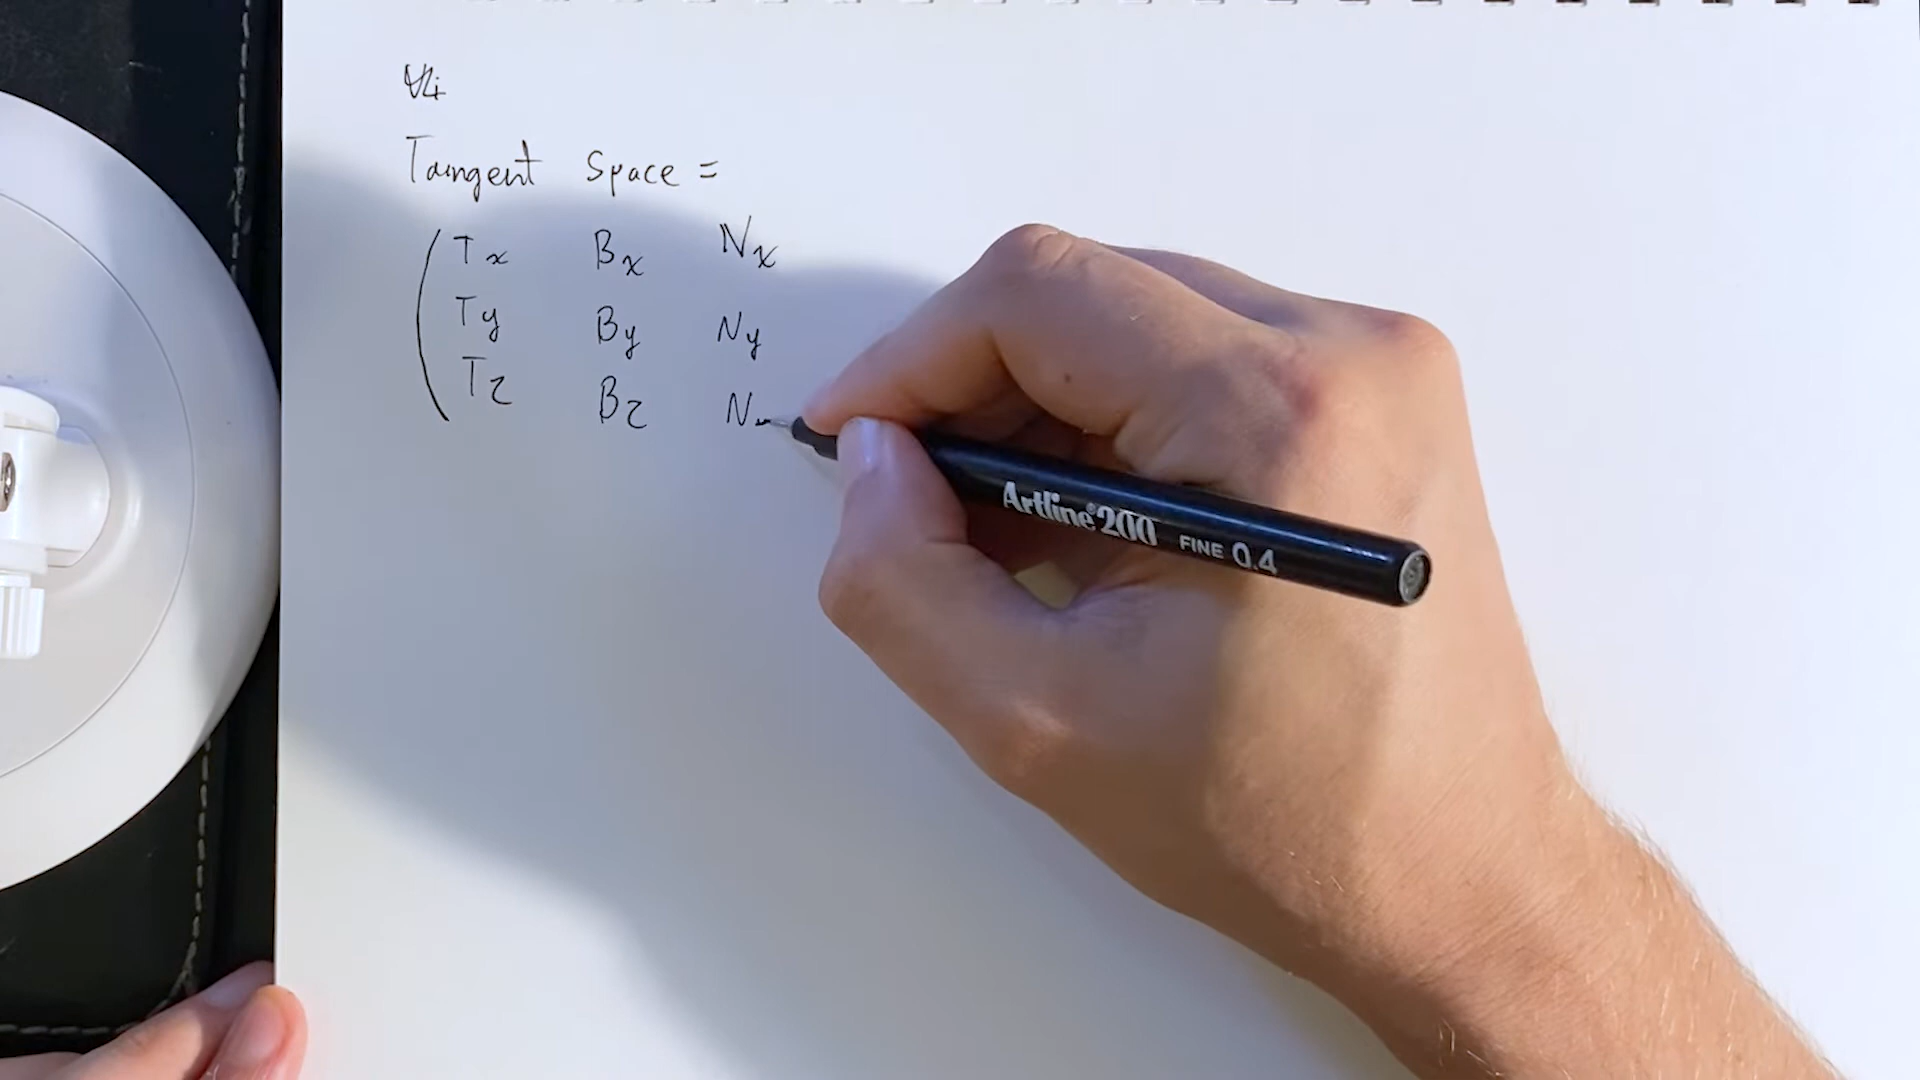 Tangent Space =
Tx Bx Nx
Ty By Ny
Tz Bz N
Artline 200 FINE 0.4